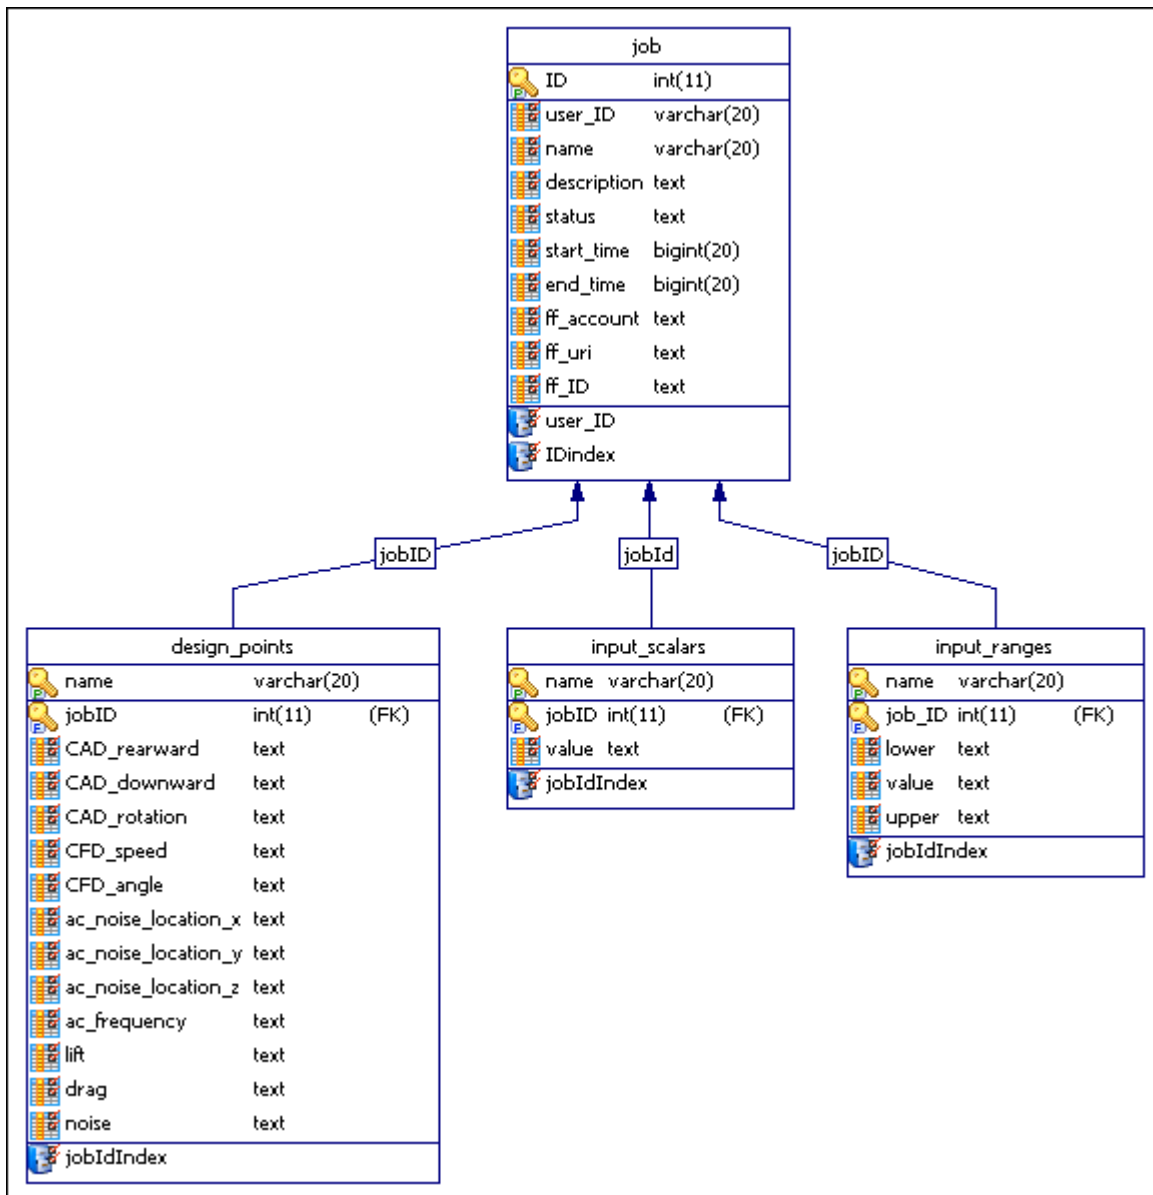 job
ID int(11)
user_ID varchar(20)
name varchar(20)
description text
status text
start_time bigint(20)
end_time bigint(20)
ff_account text
ff_uri text
ff_ID text
user_ID
IDindex
jobID
jobId
jobID
design_points
name varchar(20)
jobID int(11) (FK)
CAD_rearward text
CAD_downward text
CAD_rotation text
CFD_speed text
CFD_angle text
ac_noise_location_x text
ac_noise_location_y text
ac_noise_location_z text
ac_frequency text
lift text
drag text
noise text
jobIdIndex
input_scalars
name varchar(20)
jobID int(11) (FK)
value text
jobIdIndex
input_ranges
name varchar(20)
job_ID int(11) (FK)
lower text
value text
upper text
jobIdIndex